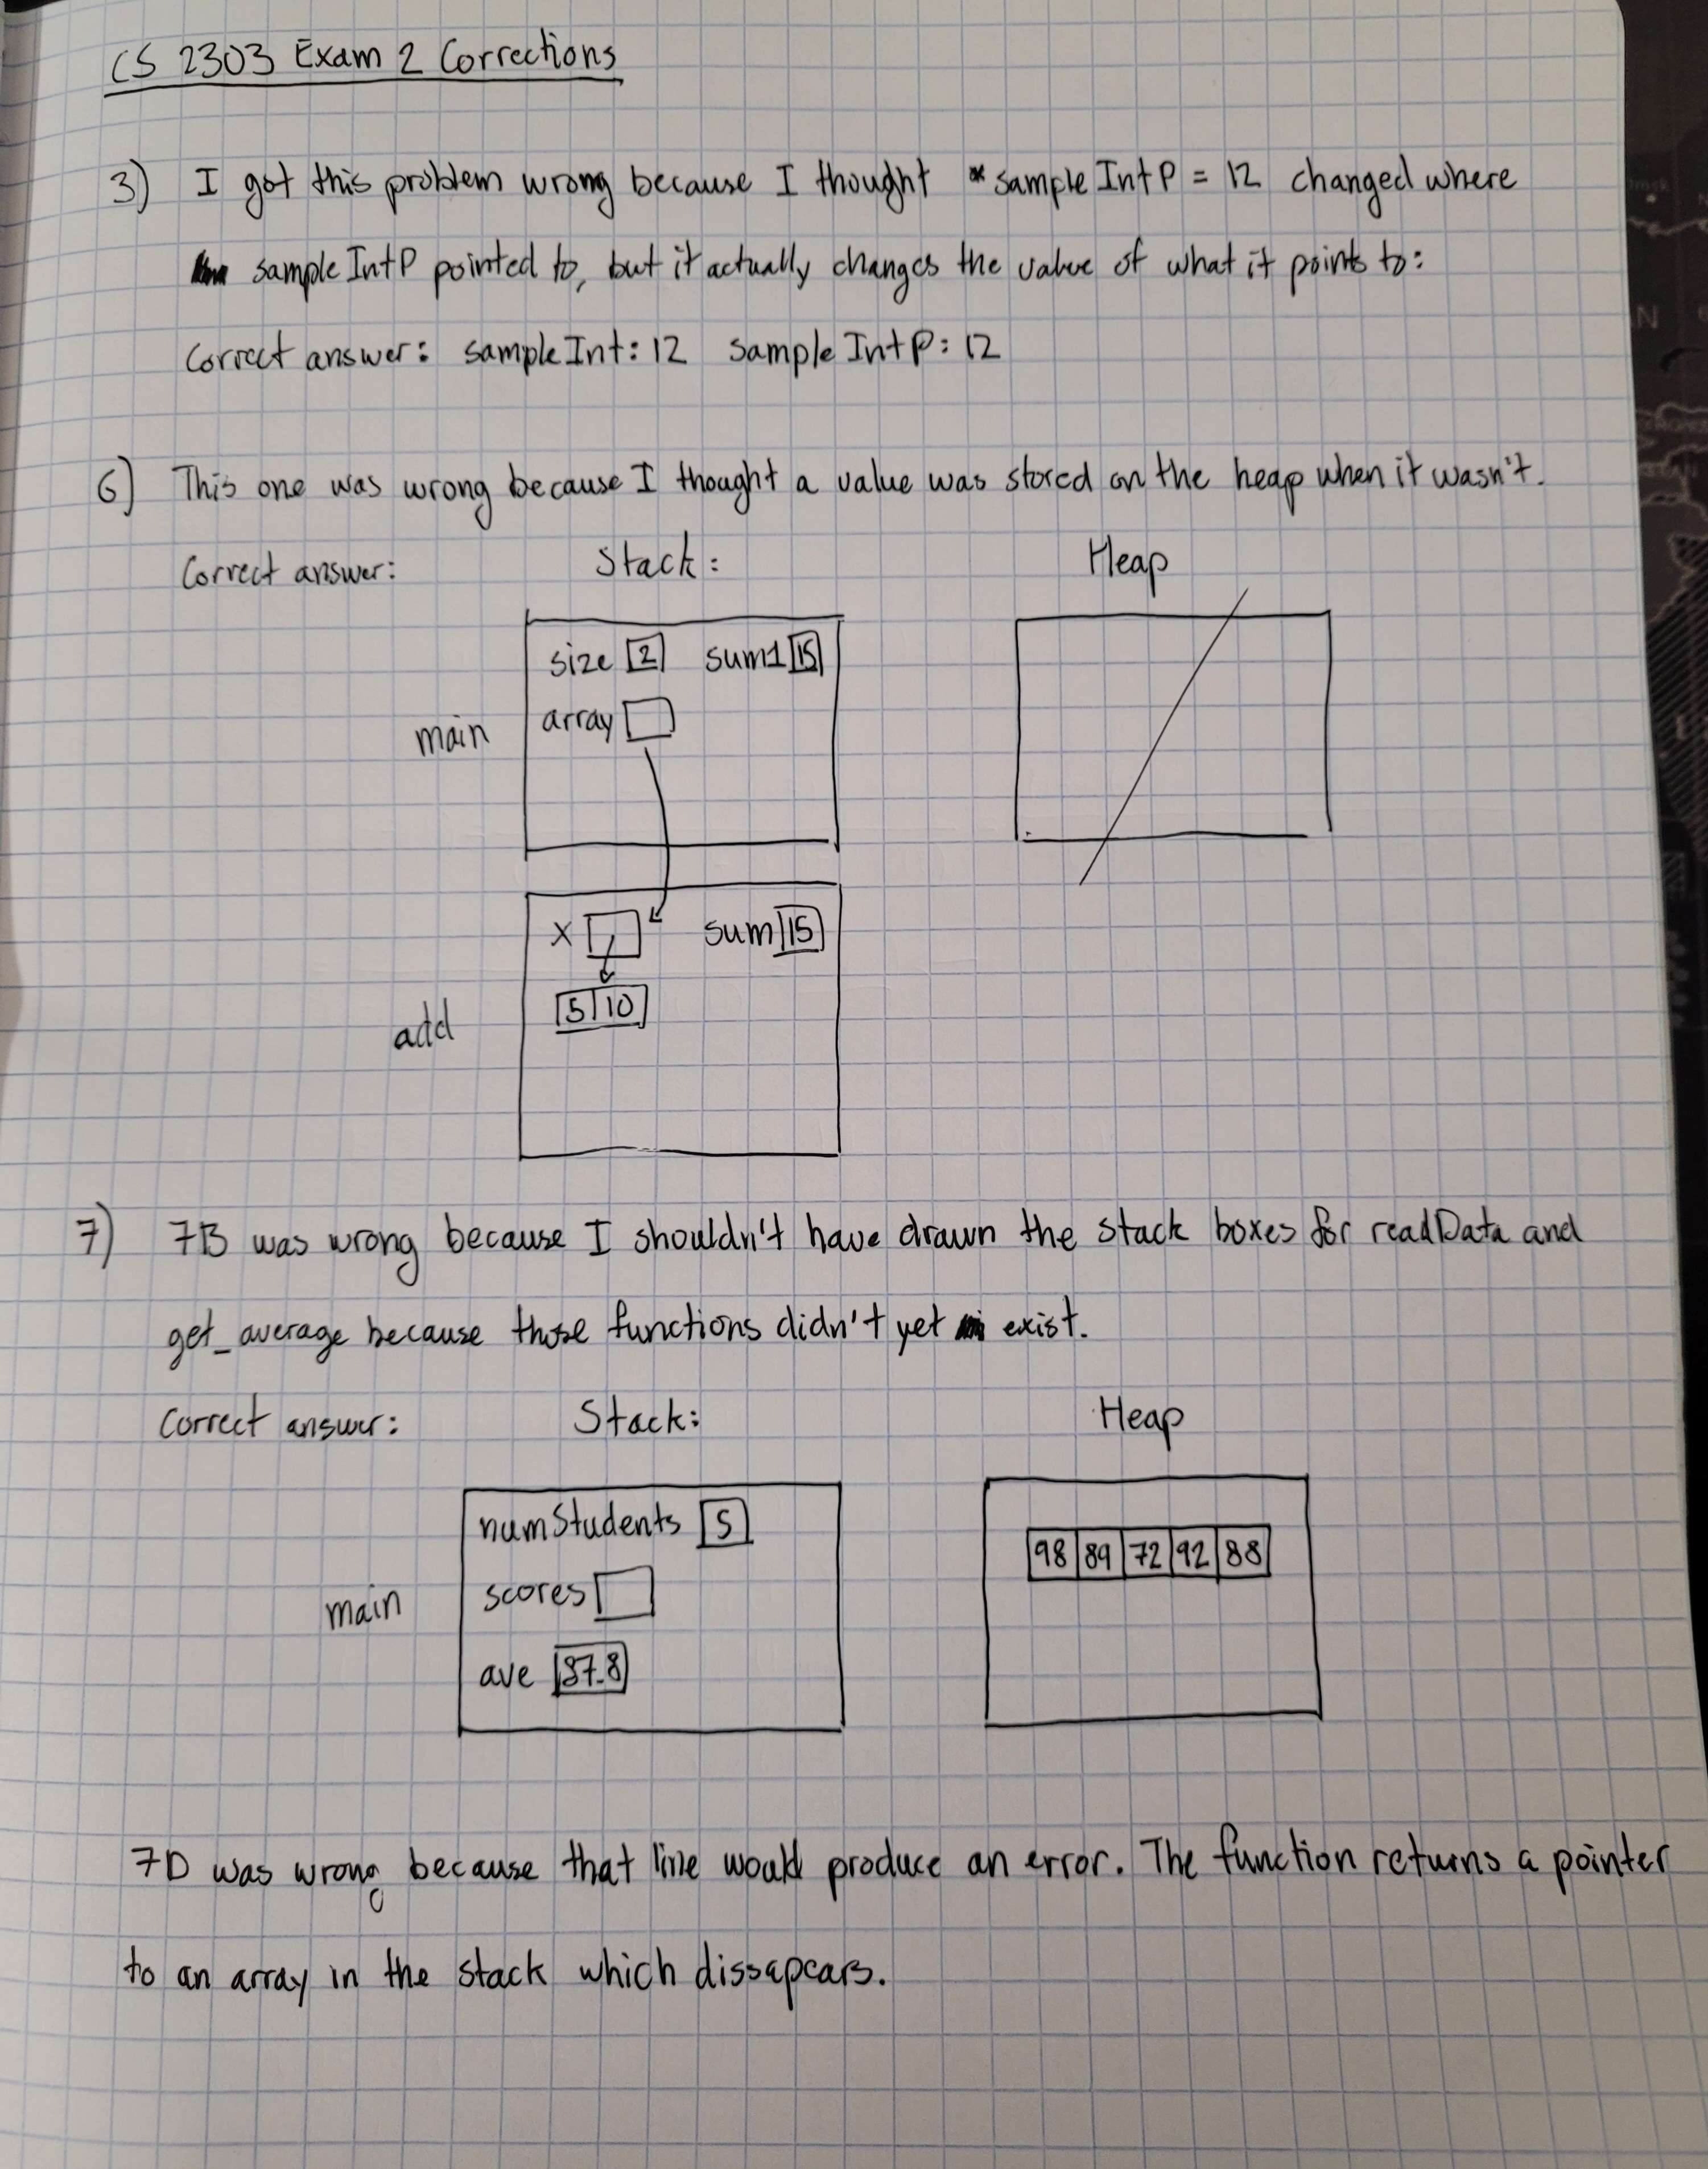 CS 2303 Exam 2 Corrections
3) I got this problem wrong because I thought *sampleIntP = 12 changed where
sampleIntP pointed to, but it actually changes the value of what it points to:
Correct answer: sampleInt: 12 sampleIntP: 12
6) This one was wrong because I thought a value was stored on the heap when it wasn't.
Correct answer: Stack: Heap
size 2 sum1 15
main array
x sum 15
5 10
add
7) 7B was wrong because I shouldn't have drawn the stack boxes for readData and
get_average because those functions didn't yet exist.
Correct answer: Stack: Heap
numStudents 5
98 89 72 92 88
main scores
ave 87.8
7D was wrong because that line would produce an error. The function returns a pointer
to an array in the stack which dissapears.